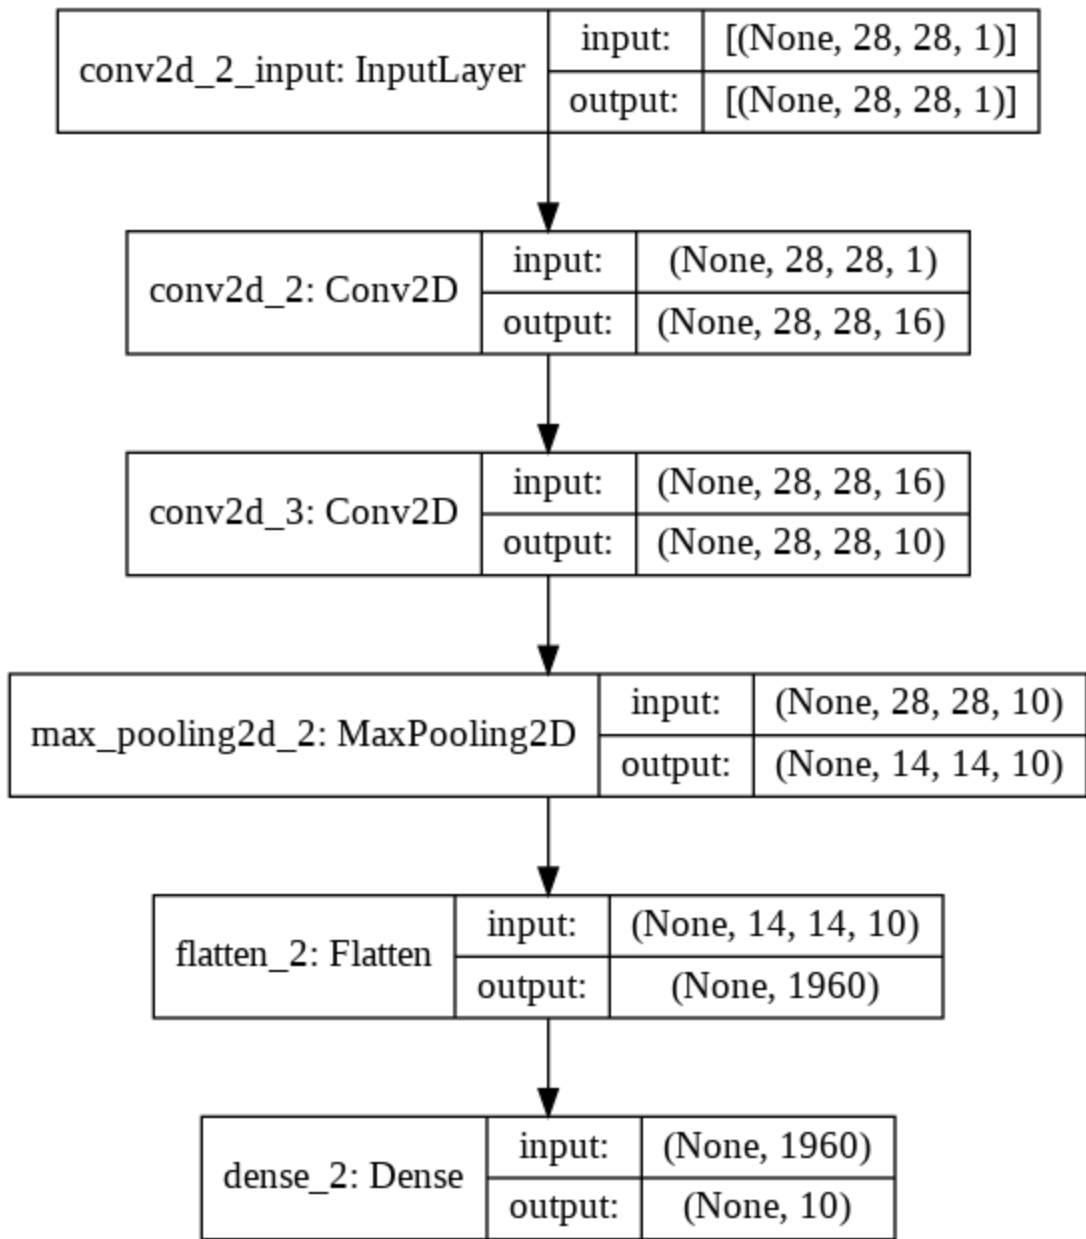 conv2d_2_input: InputLayer
input: [(None, 28, 28, 1)]
output: [(None, 28, 28, 1)]
conv2d_2: Conv2D
input: (None, 28, 28, 1)
output: (None, 28, 28, 16)
conv2d_3: Conv2D
input: (None, 28, 28, 16)
output: (None, 28, 28, 10)
max_pooling2d_2: MaxPooling2D
input: (None, 28, 28, 10)
output: (None, 14, 14, 10)
flatten_2: Flatten
input: (None, 14, 14, 10)
output: (None, 1960)
dense_2: Dense
input: (None, 1960)
output: (None, 10)